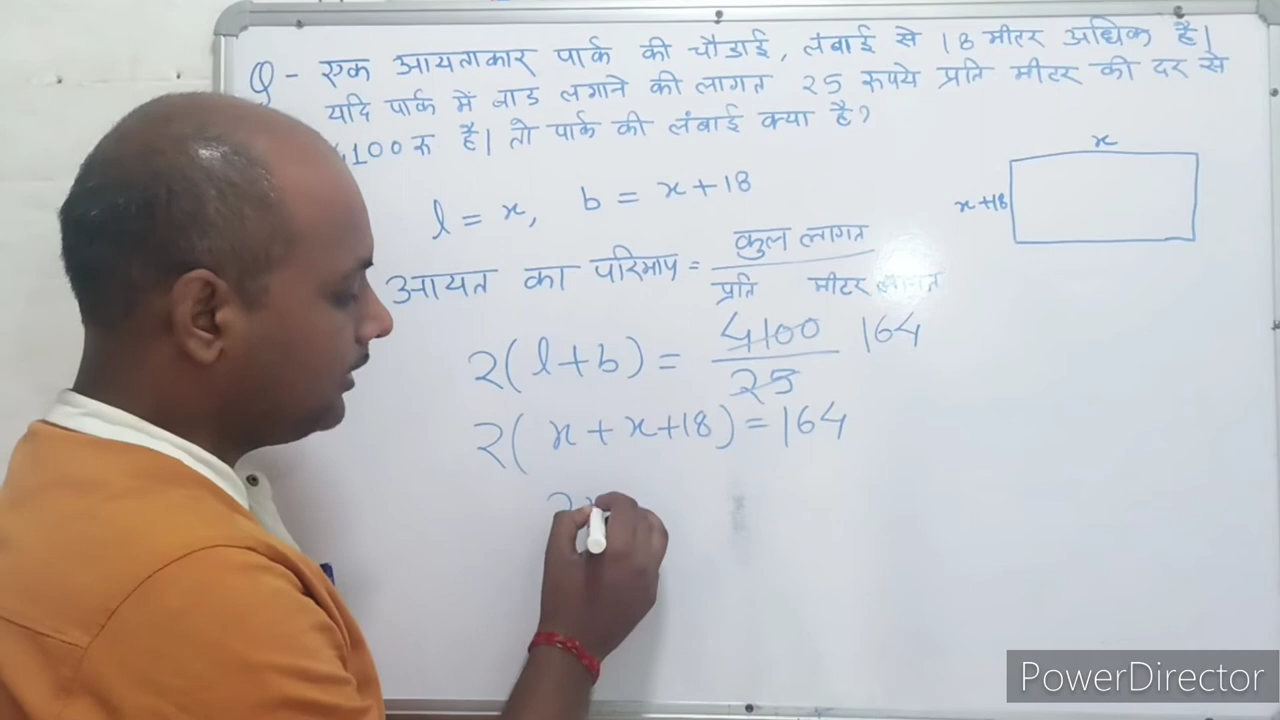 Q - एक आयताकार पार्क की चौडाई, लंबाई से 18 मीटर अधिक है।
यदि पार्क में बाड लगाने की लागत 25 रूपये प्रति मीटर की दर से
4100 रु है। तो पार्क की लंबाई क्या है?
x
x+18
l = x, b = x+18
आयत का परिमाप = कुल लागत / प्रति मीटर लागत
2(l+b) = 4100/25 164
2(x+x+18) = 164
2x
PowerDirector